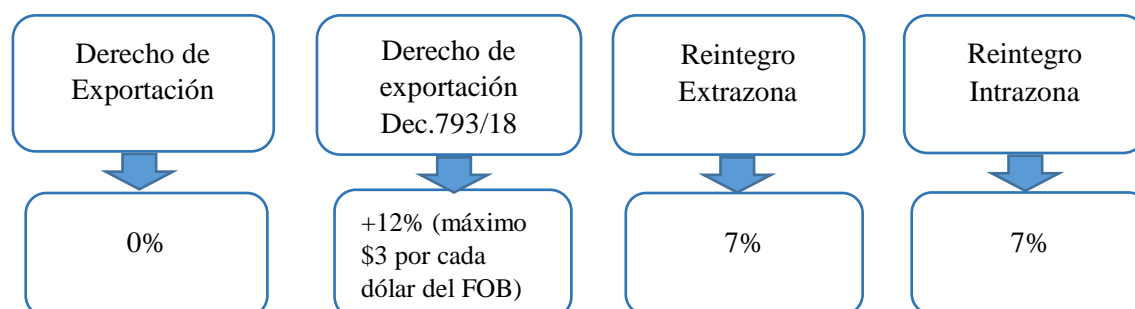 Derecho de
Exportación
0%
Derecho de
exportación
Dec.793/18
+12% (máximo
$3 por cada
dólar del FOB)
Reintegro
Extrazona
7%
Reintegro
Intrazona
7%